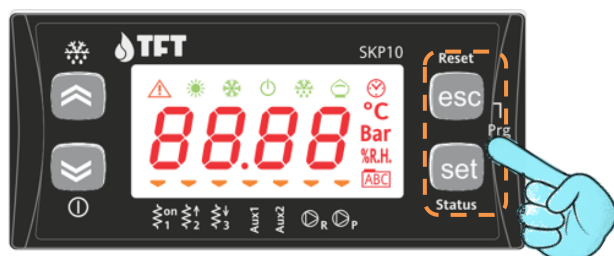 TFT
SKP10
Reset
esc
Prg
set
Status
88.88
°C
Bar
%R.H.
ABC
on
1
2
3
Aux1
Aux2
R
P